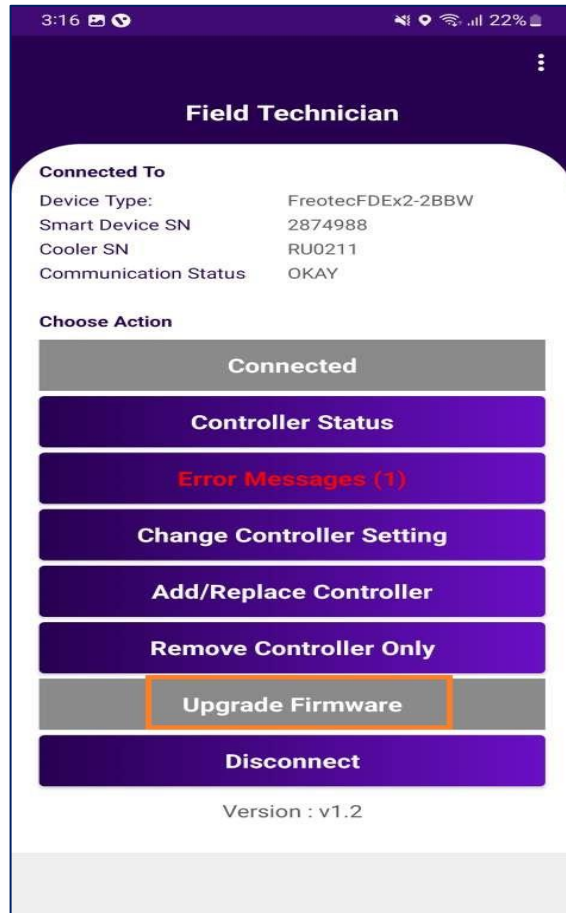 3:16 22%
Field Technician
Connected To
Device Type: FreotecFDEx2-2BBW
Smart Device SN 2874988
Cooler SN RU0211
Communication Status OKAY
Choose Action
Connected
Controller Status
Error Messages (1)
Change Controller Setting
Add/Replace Controller
Remove Controller Only
Upgrade Firmware
Disconnect
Version : v1.2